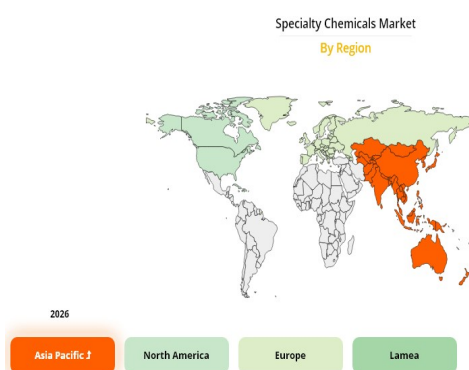 Specialty Chemicals Market
By Region
2026
Asia Pacific
North America
Europe
Lamea